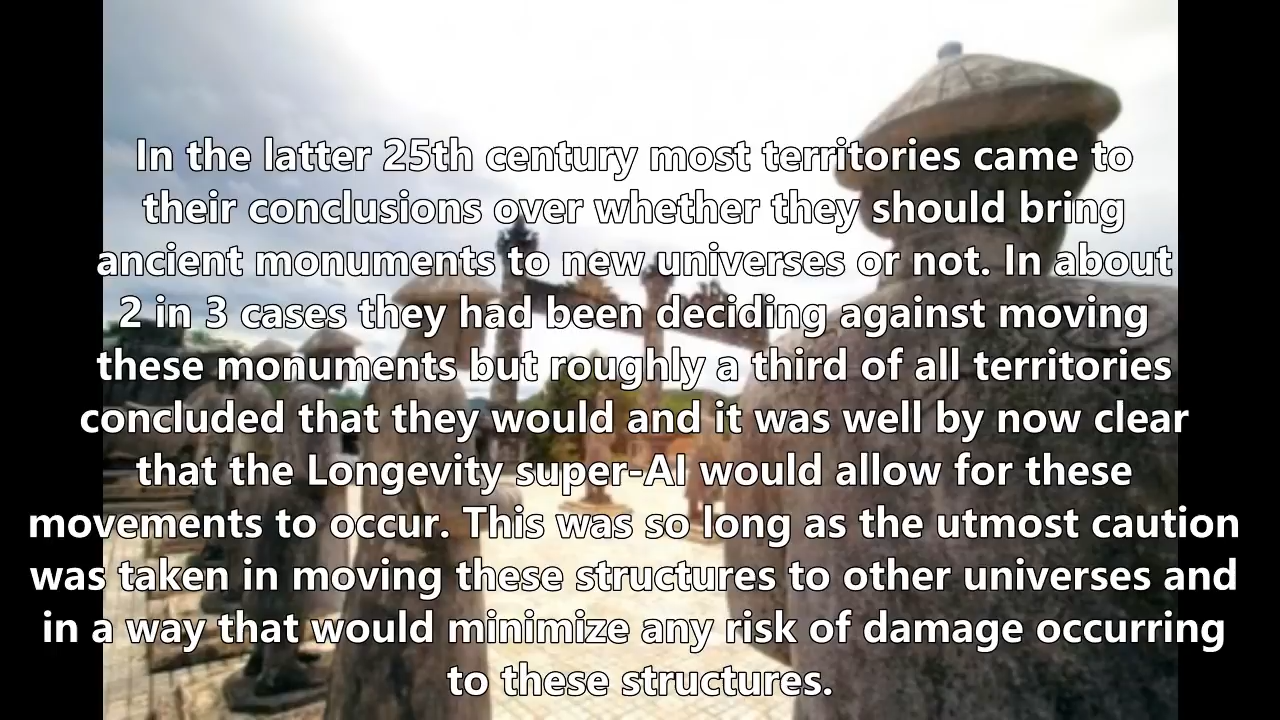 In the latter 25th century most territories came to
their conclusions over whether they should bring
ancient monuments to new universes or not. In about
2 in 3 cases they had been deciding against moving
these monuments but roughly a third of all territories
concluded that they would and it was well by now clear
that the Longevity super-AI would allow for these
movements to occur. This was so long as the utmost caution
was taken in moving these structures to other universes and
in a way that would minimize any risk of damage occurring
to these structures.